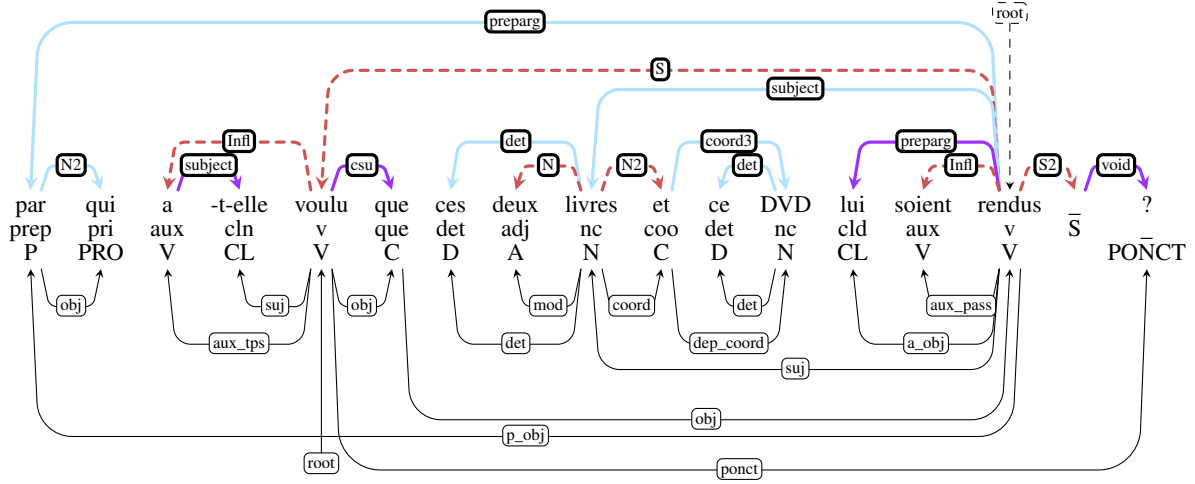 preparg root
S
subject
Infl det coord3 preparg
N2 subject csu N N2 det Infl S2 void
par qui a -t-elle voulu que ces deux livres et ce DVD lui soient rendus ?
prep pri aux cln v que det adj nc coo det nc cld aux v S̅ _
P PRO V CL V C D A N C D N CL V V PONCT
obj suj obj mod coord det aux_pass
aux_tps det dep_coord a_obj
suj
obj
p_obj
root ponct